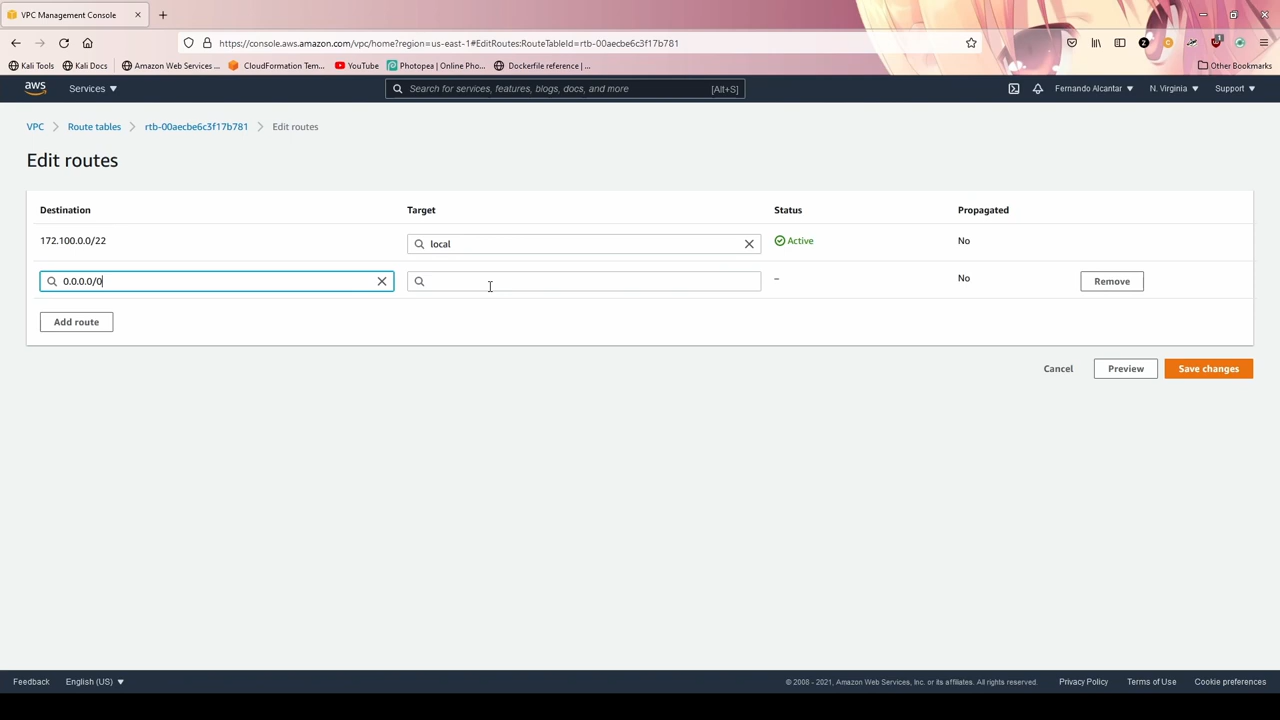 VPC Management Console
https://console.aws.amazon.com/vpc/home?region=us-east-1#EditRoutes:RouteTableId=rtb-00aecbe6c3f17b781
Kali Tools Kali Docs Amazon Web Services ... CloudFormation Tem... YouTube Photopea | Online Pho... Dockerfile reference | ... Other Bookmarks
aws Services Search for services, features, blogs, docs, and more [Alt+S] Fernando Alcantar N. Virginia Support
VPC Route tables rtb-00aecbe6c3f17b781 Edit routes
Edit routes
Destination Target Status Propagated
172.100.0.0/22 local Active No
0.0.0.0/0 – No Remove
Add route
Cancel Preview Save changes
Feedback English (US) © 2008 - 2021, Amazon Web Services, Inc. or its affiliates. All rights reserved. Privacy Policy Terms of Use Cookie preferences